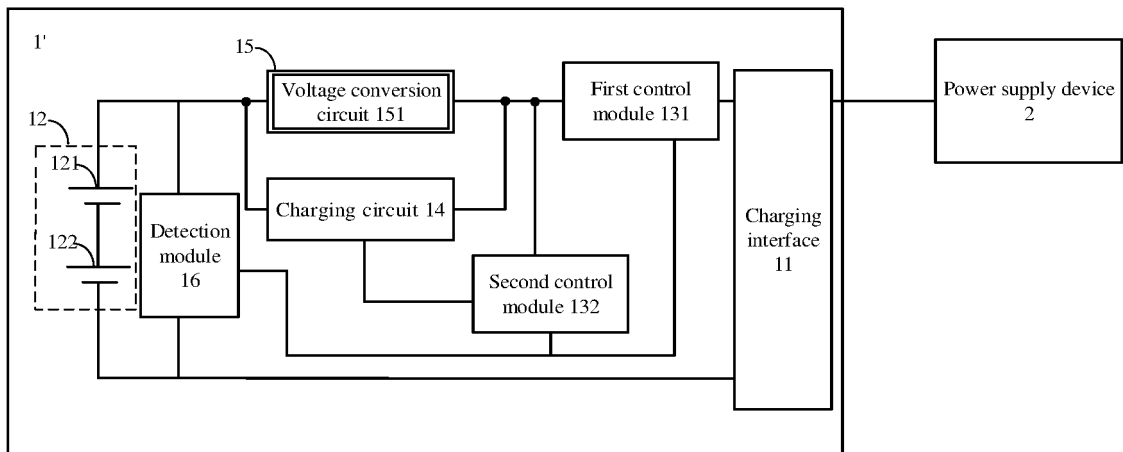 1'
15
Voltage conversion
circuit 151
First control
module 131
Power supply device
2
12
121
Charging circuit 14
Detection
module
16
Charging
interface
11
122
Second control
module 132